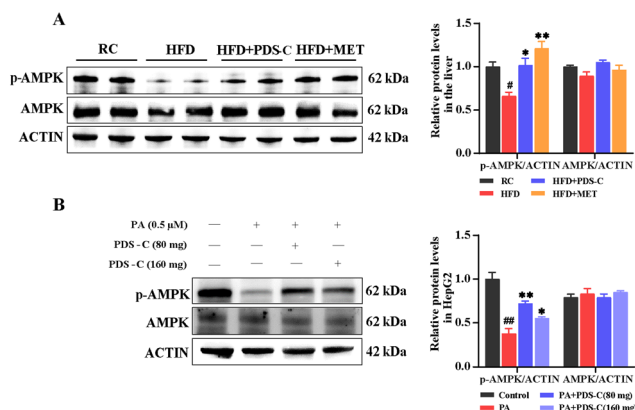 A
RC HFD HFD+PDS-C HFD+MET
p-AMPK 62 kDa
AMPK 62 kDa
ACTIN 42 kDa
Relative protein levels
in the liver
1.5
1.0
0.5
0.0
* ** #
p-AMPK/ACTIN AMPK/ACTIN
RC HFD+PDS-C
HFD HFD+MET
B
PA (0.5 μM) — + + +
PDS-C (80 mg) — — + —
PDS-C (160 mg) — — — +
p-AMPK 62 kDa
AMPK 62 kDa
ACTIN 42 kDa
Relative protein levels
in HepG2
1.5
1.0
0.5
0.0
## ** *
p-AMPK/ACTIN AMPK/ACTIN
Control PA+PDS-C(80 mg)
PA PA+PDS-C(160 mg)